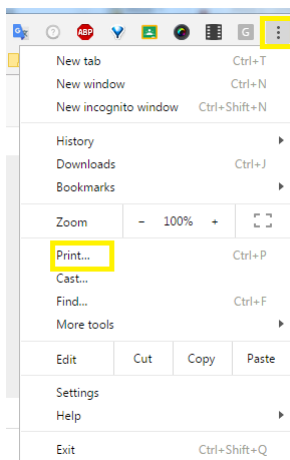 ABP G
New tab Ctrl+T
New window Ctrl+N
New incognito window Ctrl+Shift+N
History
Downloads Ctrl+J
Bookmarks
Zoom - 100% +
Print... Ctrl+P
Cast...
Find... Ctrl+F
More tools
Edit Cut Copy Paste
Settings
Help
Exit Ctrl+Shift+Q